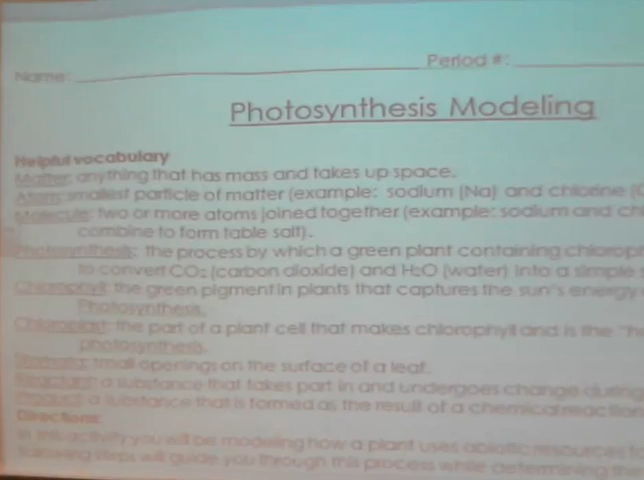 Name: Period #:
Photosynthesis Modeling
Helpful vocabulary
Matter: anything that has mass and takes up space.
Atom: smallest particle of matter (example: sodium (Na) and chlorine (C
Molecule: two or more atoms joined together (example: sodium and ch
combine to form table salt).
Photosynthesis: the process by which a green plant containing chloroph
to convert CO₂ (carbon dioxide) and H₂O (water) into a simple
Chlorophyll: the green pigment in plants that captures the sun's energy
Photosynthesis.
Chloroplast: the part of a plant cell that makes chlorophyll and is the "h
photosynthesis.
Stomata: small openings on the surface of a leaf.
Reactant: a substance that takes part in and undergoes change during
Product: a substance that is formed as the result of a chemical reaction
Directions:
In this activity you will be modeling how a plant uses abiotic resources to
following steps will guide you through this process while determining the